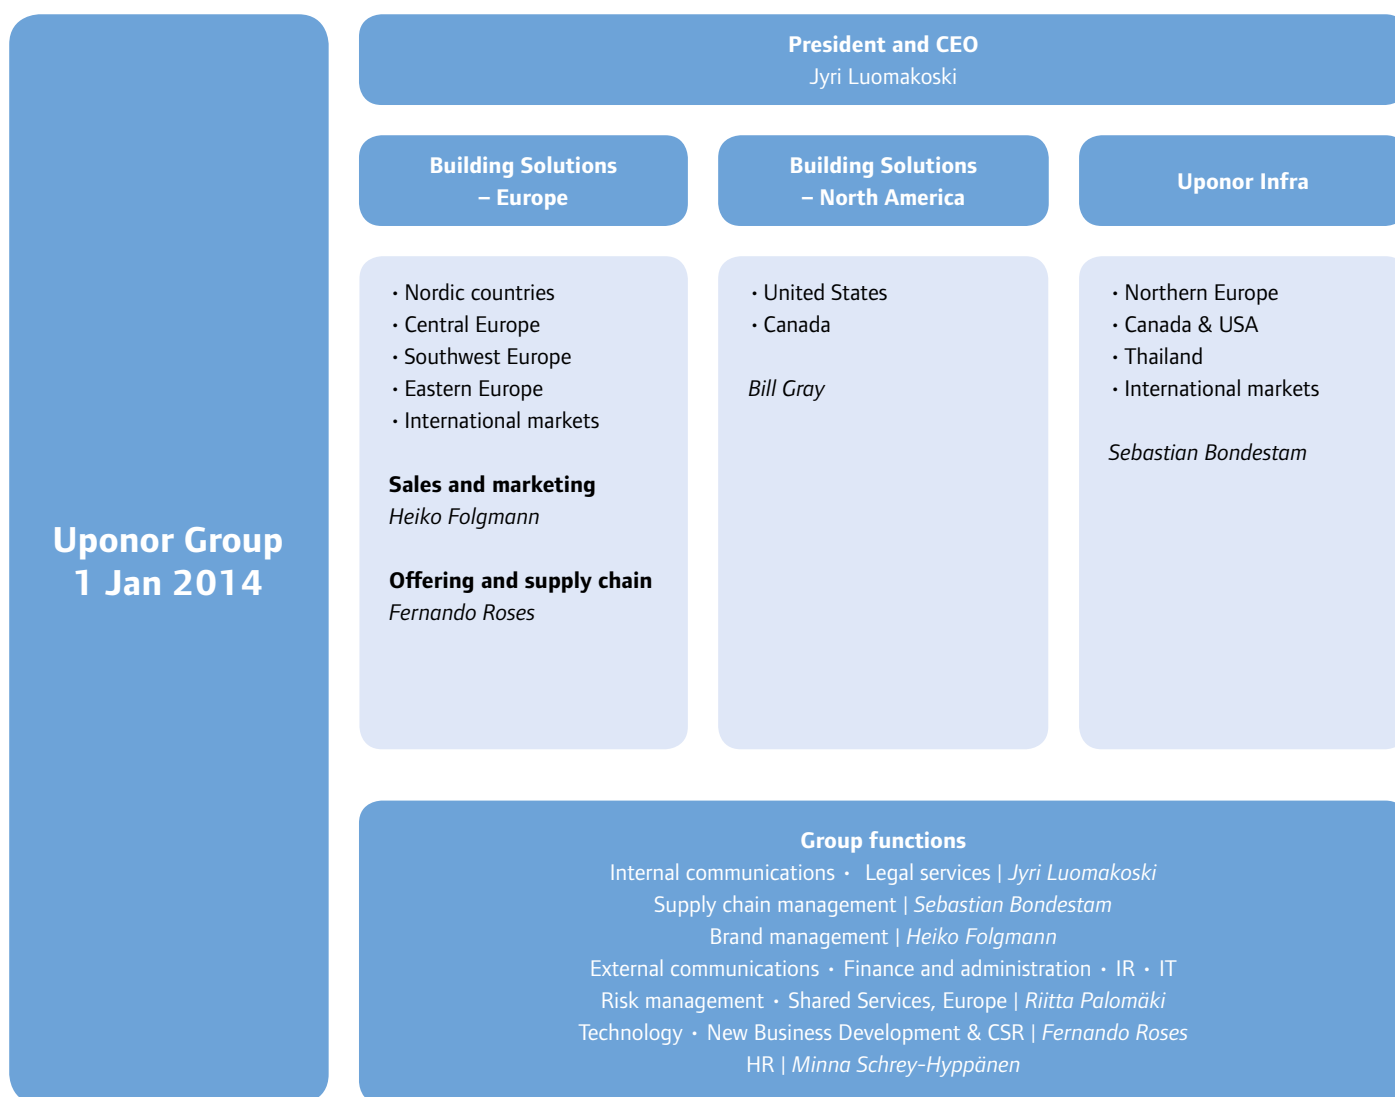 Uponor Group
1 Jan 2014
President and CEO
Jyri Luomakoski
Building Solutions
– Europe
• Nordic countries
• Central Europe
• Southwest Europe
• Eastern Europe
• International markets
Sales and marketing
Heiko Folgmann
Offering and supply chain
Fernando Roses
Building Solutions
– North America
• United States
• Canada
Bill Gray
Uponor Infra
• Northern Europe
• Canada & USA
• Thailand
• International markets
Sebastian Bondestam
Group functions
Internal communications • Legal services | Jyri Luomakoski
Supply chain management | Sebastian Bondestam
Brand management | Heiko Folgmann
External communications • Finance and administration • IR • IT
Risk management • Shared Services, Europe | Riitta Palomäki
Technology • New Business Development & CSR | Fernando Roses
HR | Minna Schrey-Hyppänen